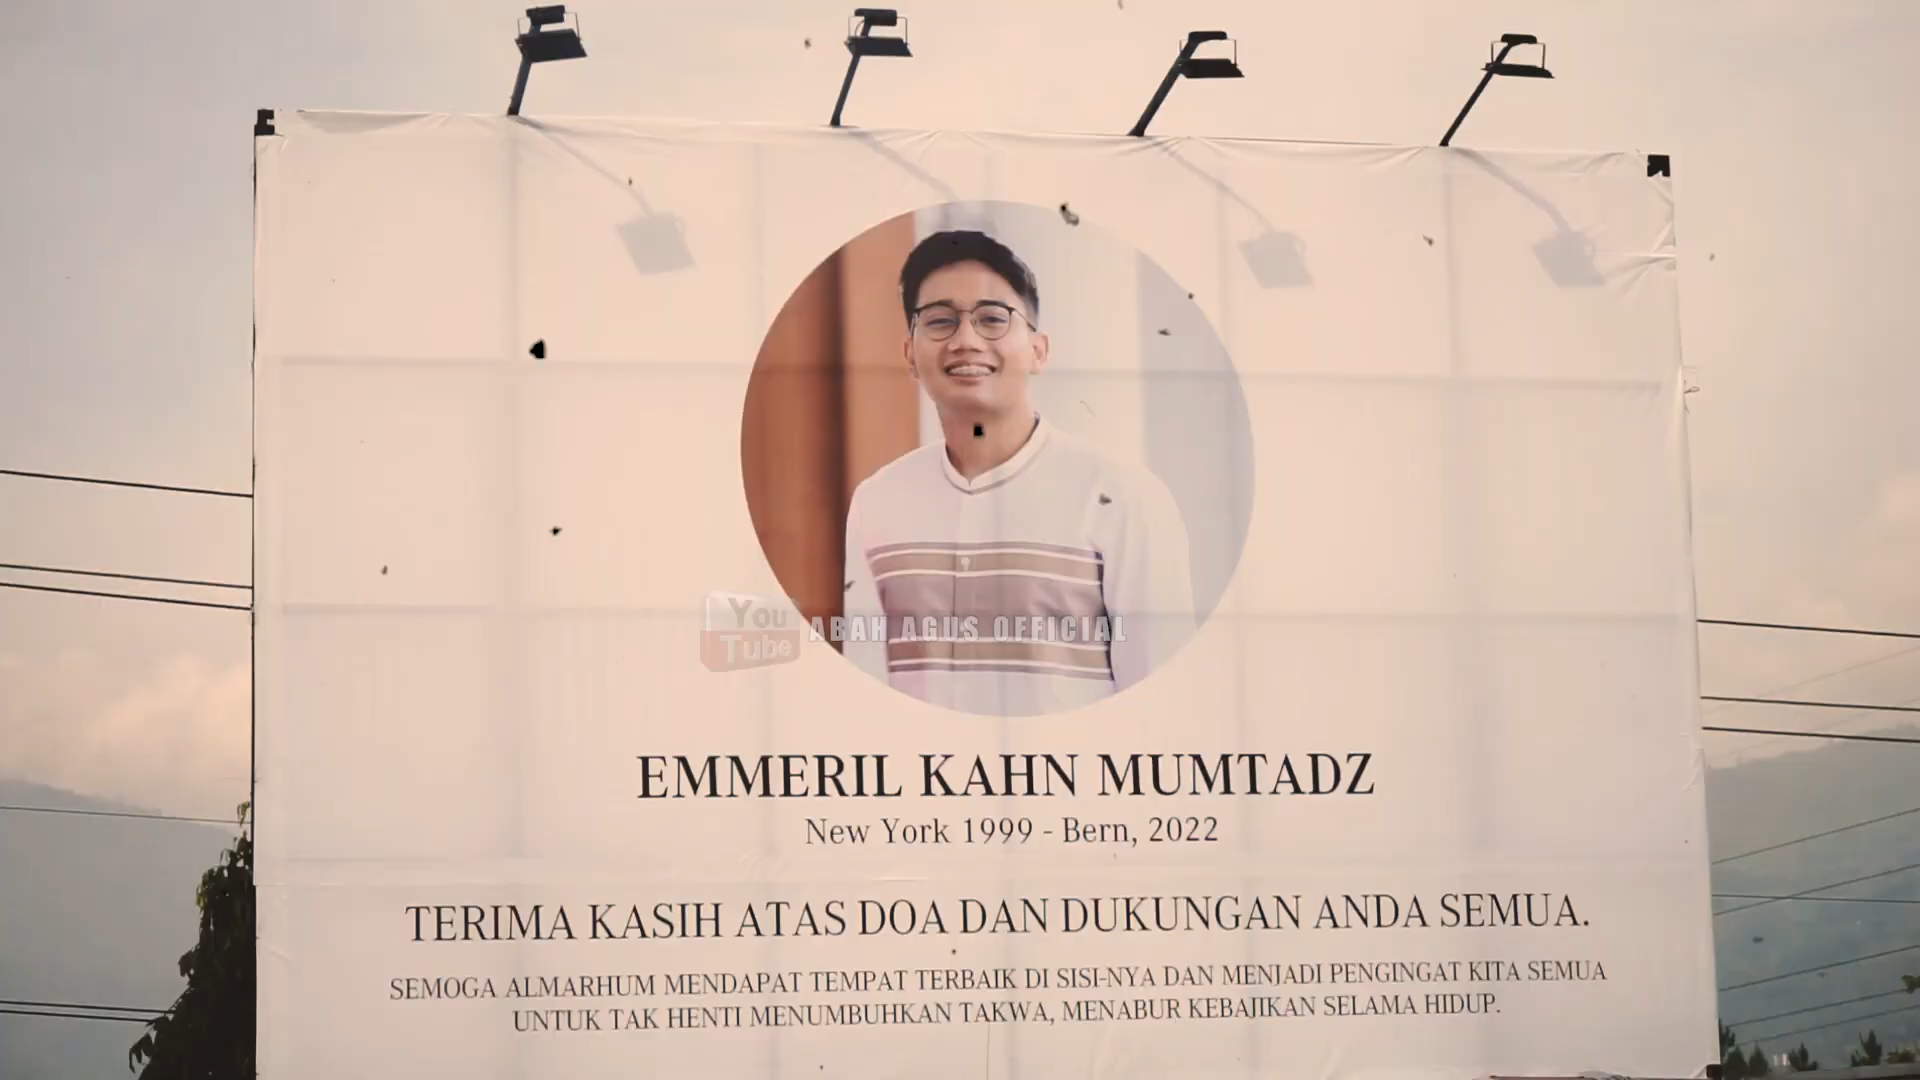 You
Tube
ABAH AGUS OFFICIAL
EMMERIL KAHN MUMTADZ
New York 1999 - Bern, 2022
TERIMA KASIH ATAS DOA DAN DUKUNGAN ANDA SEMUA.
SEMOGA ALMARHUM MENDAPAT TEMPAT TERBAIK DI SISI-NYA DAN MENJADI PENGINGAT KITA SEMUA
UNTUK TAK HENTI MENUMBUHKAN TAKWA, MENABUR KEBAJIKAN SELAMA HIDUP.